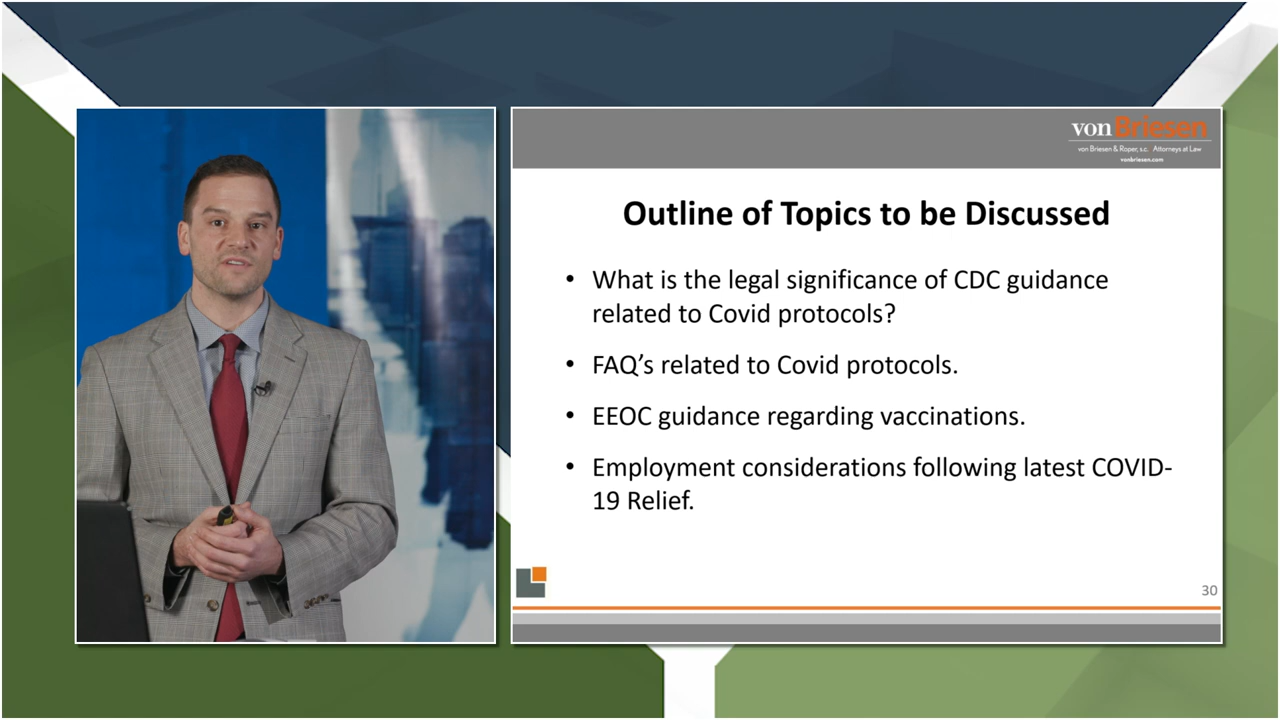 von Briesen
von Briesen & Roper, s.c. Attorneys at Law
vonbriesen.com
Outline of Topics to be Discussed
• What is the legal significance of CDC guidance
related to Covid protocols?
• FAQ’s related to Covid protocols.
• EEOC guidance regarding vaccinations.
• Employment considerations following latest COVID-
19 Relief.
30